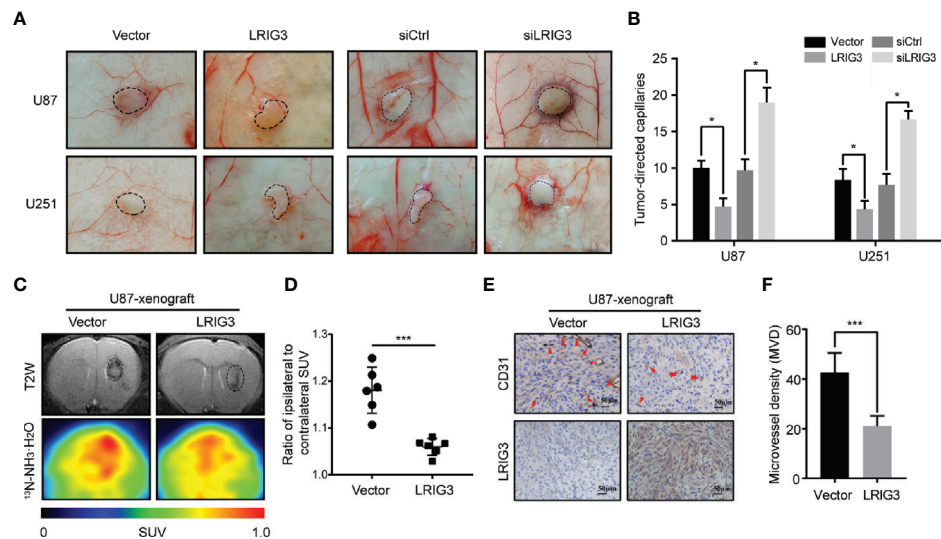 A
Vector
LRIG3
siCtrl
siLRIG3
U87
U251
B
Vector
siCtrl
LRIG3
siLRIG3
Tumor-directed capillaries
25
20
15
10
5
0
*
*
*
*
U87
U251
C
U87-xenograft
Vector
LRIG3
T2W
¹³N-NH₃·H₂O
0
SUV
1.0
D
Ratio of ipsilateral to
contralateral SUV
1.3
1.2
1.1
1.0
***
Vector
LRIG3
E
U87-xenograft
Vector
LRIG3
CD31
LRIG3
50μm
50μm
50μm
50μm
F
Microvessel density (MVD)
60
40
20
0
***
Vector
LRIG3